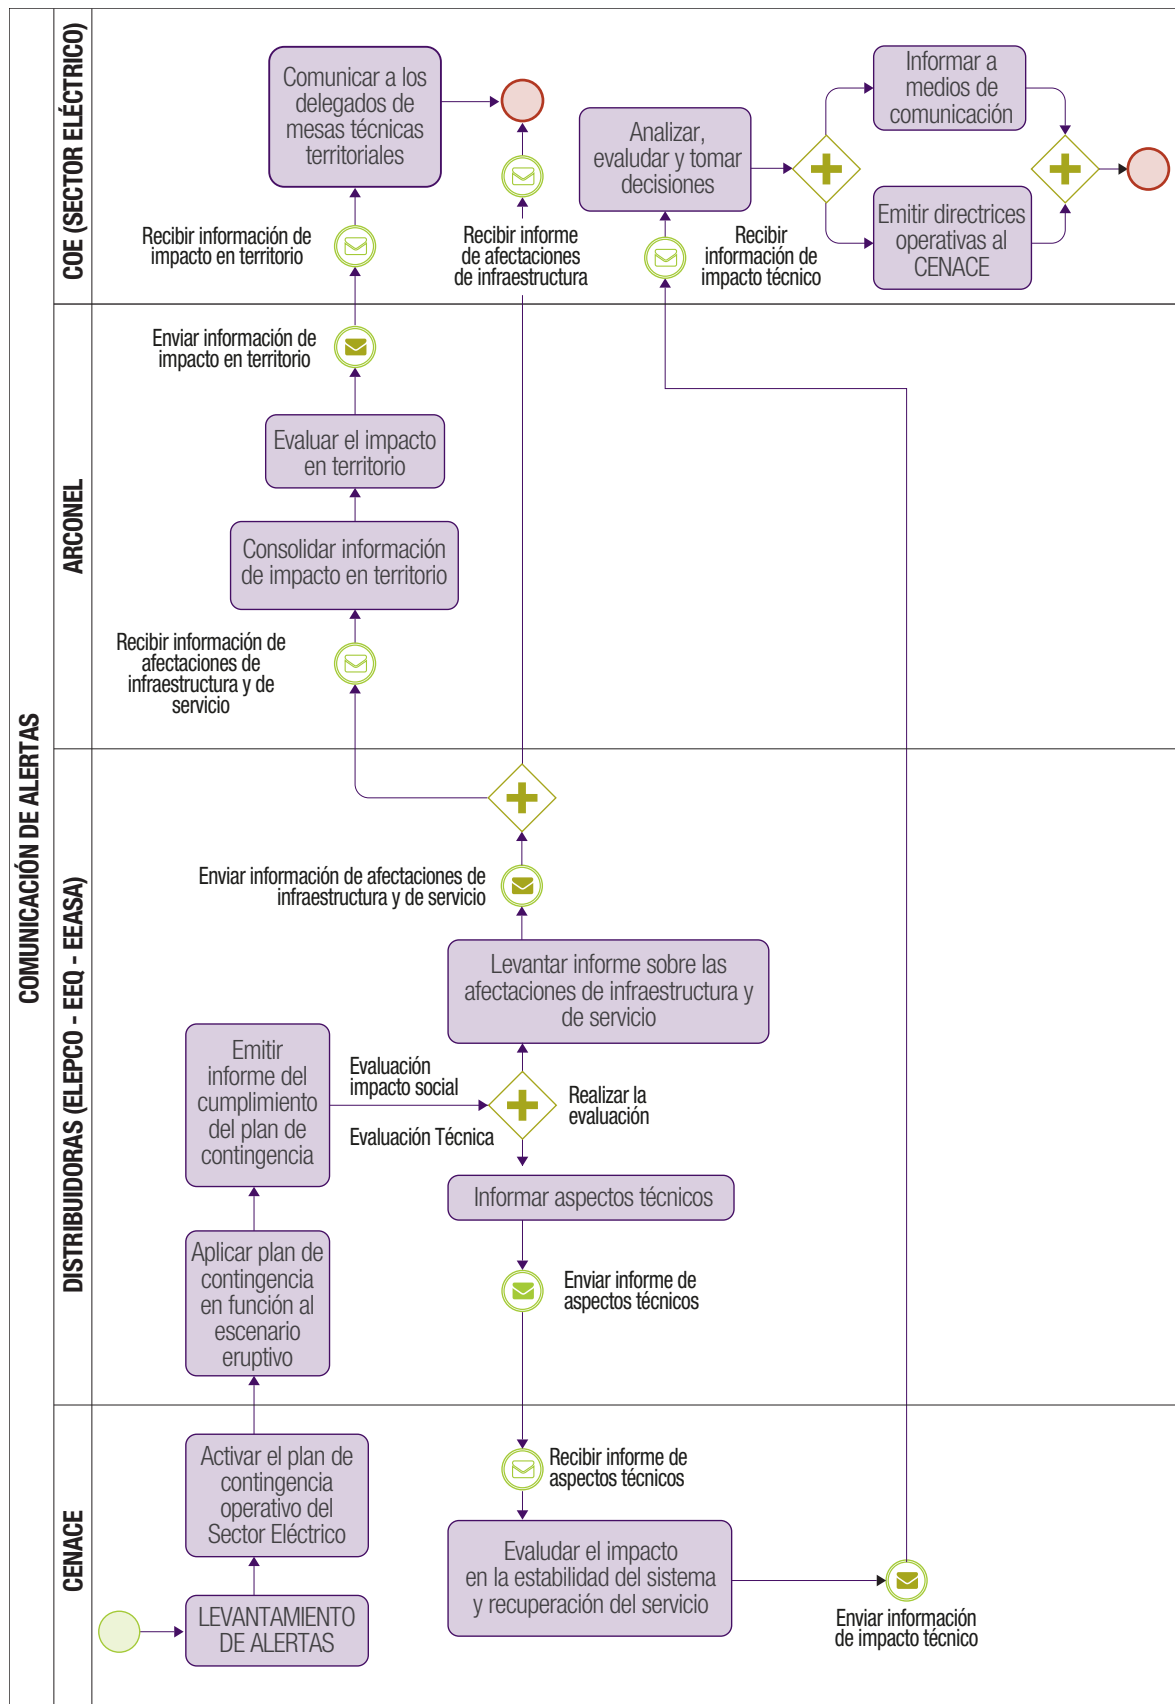 COMUNICACIÓN DE ALERTAS
COE (SECTOR ELÉCTRICO)
Comunicar a los
delegados de
mesas técnicas
territoriales
Recibir información de
impacto en territorio
Recibir informe
de afectaciones
de infraestructura
Analizar,
evaludar y tomar
decisiones
Recibir
información de
impacto técnico
Informar a
medios de
comunicación
Emitir directrices
operativas al
CENACE
ARCONEL
Enviar información de
impacto en territorio
Evaluar el impacto
en territorio
Consolidar información
de impacto en territorio
Recibir información de
afectaciones de
infraestructura y de
servicio
DISTRIBUIDORAS (ELEPCO - EEQ - EEASA)
Enviar información de afectaciones de
infraestructura y de servicio
Levantar informe sobre las
afectaciones de infraestructura y
de servicio
Emitir
informe del
cumplimiento
del plan de
contingencia
Evaluación
impacto social
Evaluación Técnica
Realizar la
evaluación
Informar aspectos técnicos
Aplicar plan de
contingencia
en función al
escenario
eruptivo
Enviar informe de
aspectos técnicos
CENACE
Activar el plan de
contingencia
operativo del
Sector Eléctrico
Recibir informe de
aspectos técnicos
Evaludar el impacto
en la estabilidad del sistema
y recuperación del servicio
LEVANTAMIENTO
DE ALERTAS
Enviar información
de impacto técnico